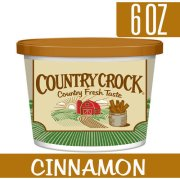 6 OZ
COUNTRY CROCK®
Country Fresh Taste
CINNAMON